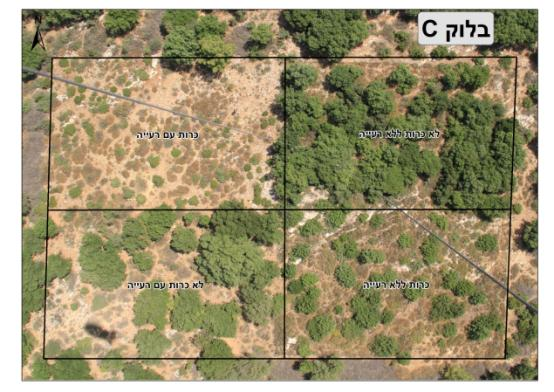 בלוק C
לא כרות ללא רעייה
כרות עם רעייה
כרות ללא רעייה
לא כרות עם רעייה